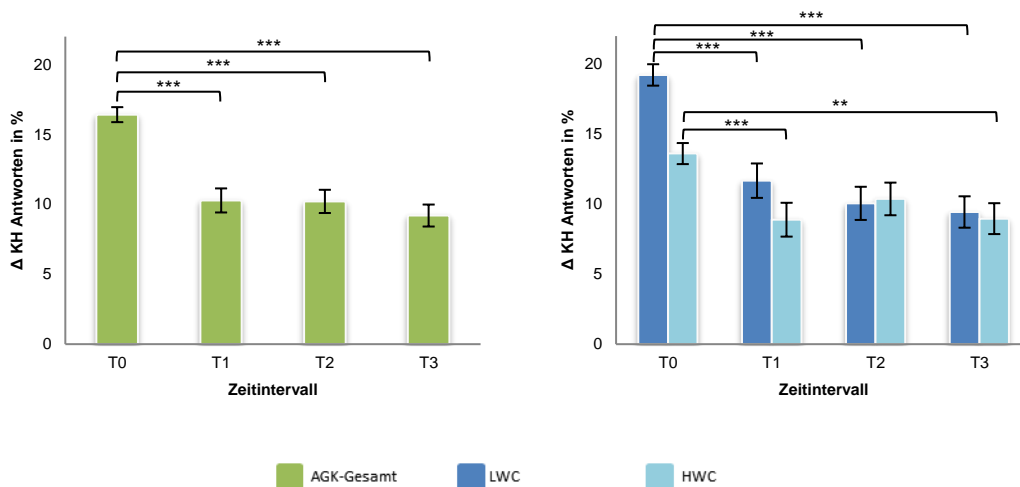 ***
***
***
20
15
10
5
0
Δ KH Antworten in %
T0 T1 T2 T3
Zeitintervall
***
***
***
**
***
20
15
10
5
0
Δ KH Antworten in %
T0 T1 T2 T3
Zeitintervall
AGK-Gesamt LWC HWC